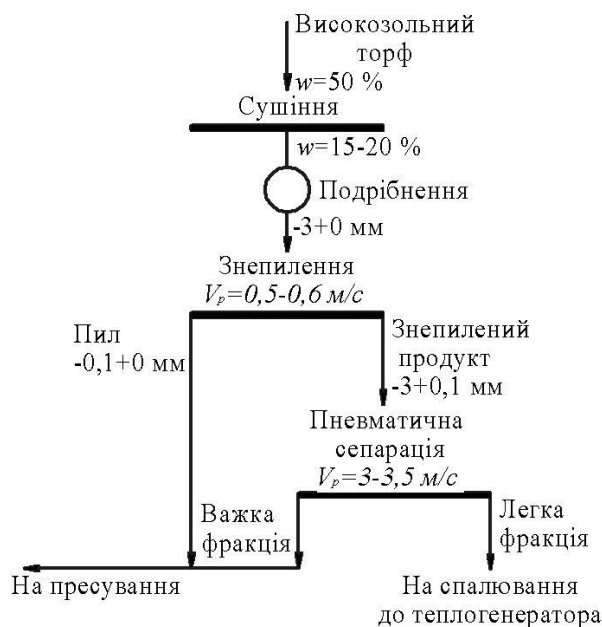 Високозольний
торф
w=50 %
Сушіння
w=15-20 %
Подрібнення
-3+0 мм
Знепилення
Vр=0,5-0,6 м/с
Пил
-0,1+0 мм
Знепилений
продукт
-3+0,1 мм
Пневматична
сепарація
Vр=3-3,5 м/с
Важка
фракція
Легка
фракція
На пресування
На спалювання
до теплогенератора